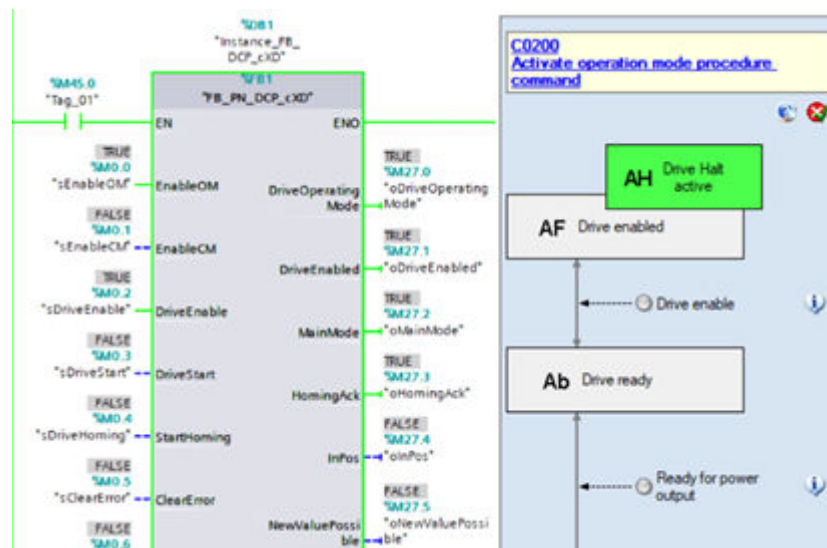 %DB1
"Instance_FB_
DCP_cXD"
%M45.0
"Tag_01"
%FB1
"FB_PN_DCP_cXD"
EN
ENO
TRUE
%M0.0
"sEnableOM"
EnableOM
FALSE
%M0.1
"sEnableCM"
EnableCM
TRUE
%M0.2
"sDriveEnable"
DriveEnable
FALSE
%M0.3
"sDriveStart"
DriveStart
FALSE
%M0.4
"sDriveHoming"
StartHoming
FALSE
%M0.5
"sClearError"
ClearError
FALSE
%M0.6
DriveOperating
Mode
TRUE
%M27.0
"oDriveOperating
Mode"
DriveEnabled
TRUE
%M27.1
"oDriveEnabled"
MainMode
TRUE
%M27.2
"oMainMode"
HomingAck
TRUE
%M27.3
"oHomingAck"
InPos
FALSE
%M27.4
"oInPos"
NewValuePossi
ble
FALSE
%M27.5
"oNewValuePossi
ble"
C0200
Activate operation mode procedure
command
AH Drive Halt
active
AF Drive enabled
Drive enable
Ab Drive ready
Ready for power
output